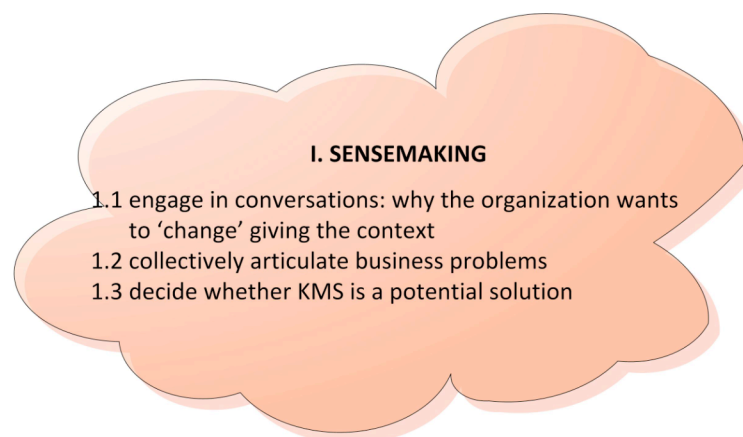 I. SENSEMAKING
1.1 engage in conversations: why the organization wants
to ‘change’ giving the context
1.2 collectively articulate business problems
1.3 decide whether KMS is a potential solution